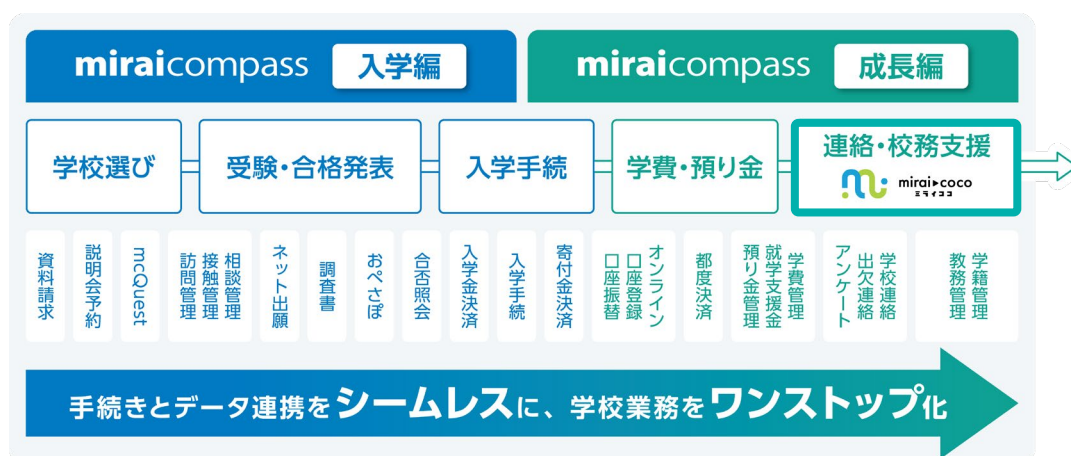 miraicompass 入学編
miraicompass 成長編
学校選び
受験・合格発表
入学手続
学費・預り金
連絡・校務支援
mirai▸coco
ミライココ
資料請求
説明会予約
mcQuest
相談管理
接触管理
訪問管理
ネット出願
調査書
おぺさぽ
合否照会
入学金決済
入学手続
寄付金決済
オンライン
口座登録
口座振替
都度決済
学費管理
就学支援金
預り金管理
学校連絡
出欠連絡
アンケート
学籍管理
教務管理
手続きとデータ連携をシームレスに、学校業務をワンストップ化